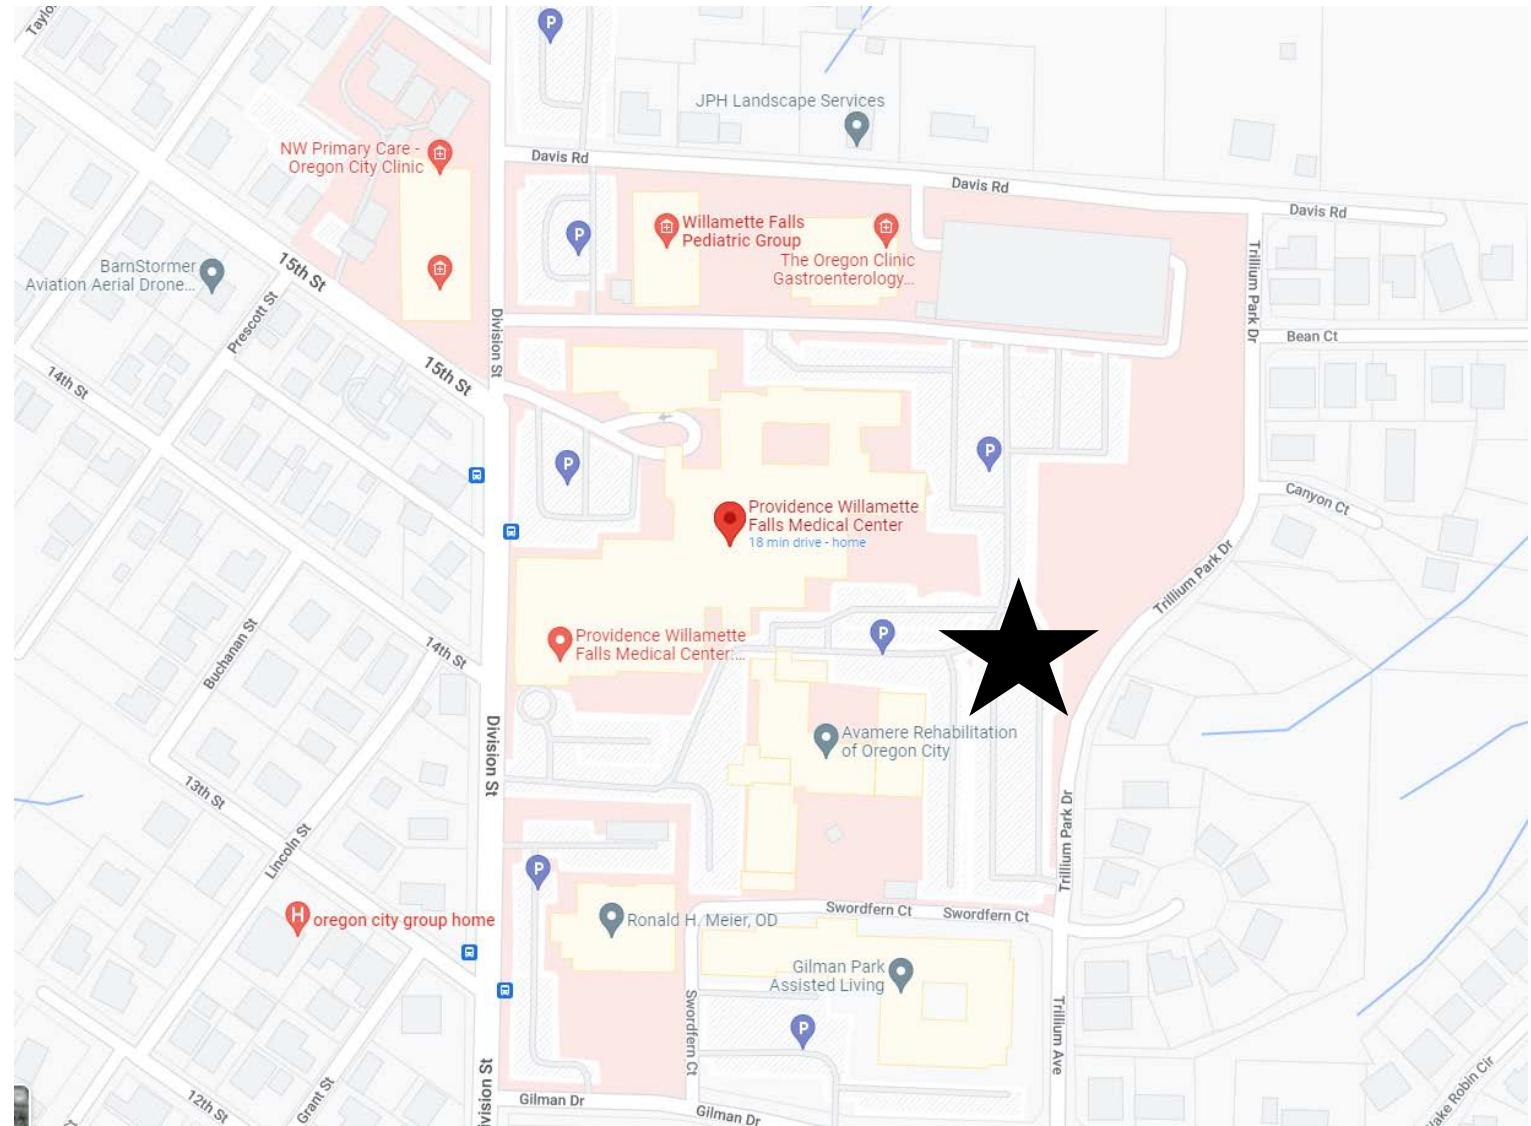 P
JPH Landscape Services
NW Primary Care -
Oregon City Clinic
Davis Rd
Davis Rd
Davis Rd
Willamette Falls
Pediatric Group
P
The Oregon Clinic
Gastroenterology...
BarnStormer
Aviation Aerial Drone...
15th St
Prescott St
Division St
Trillium Park Dr
Bean Ct
14th St
15th St
P
P
Canyon Ct
Providence Willamette
Falls Medical Center
18 min drive - home
Trillium Park Dr
Buchanan St
14th St
P
Providence Willamette
Falls Medical Center:...
Division St
Avamere Rehabilitation
of Oregon City
13th St
Lincoln St
Trillium Park Dr
P
H
oregon city group home
Ronald H. Meier, OD
Swordfern Ct
Swordfern Ct
Gilman Park
Assisted Living
Swordfern Ct
P
Trillium Ave
12th St
Grant St
vision St
Gilman Dr
Gilman Dr
Wake Robin Cir